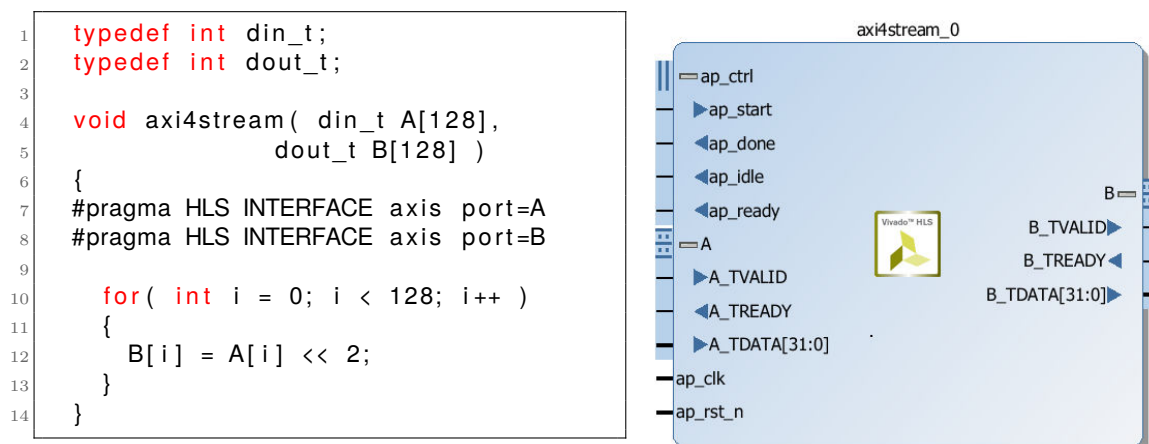 1 typedef int din_t;
2 typedef int dout_t;
3
4 void axi4stream( din_t A[128],
5 dout_t B[128] )
6 {
7 #pragma HLS INTERFACE axis port=A
8 #pragma HLS INTERFACE axis port=B
9
10 for( int i = 0; i < 128; i++ )
11 {
12 B[i] = A[i] << 2;
13 }
14 }
axi4stream_0
ap_ctrl
ap_start
ap_done
ap_idle
ap_ready
A
A_TVALID
A_TREADY
A_TDATA[31:0]
ap_clk
ap_rst_n
Vivado™ HLS
B
B_TVALID
B_TREADY
B_TDATA[31:0]